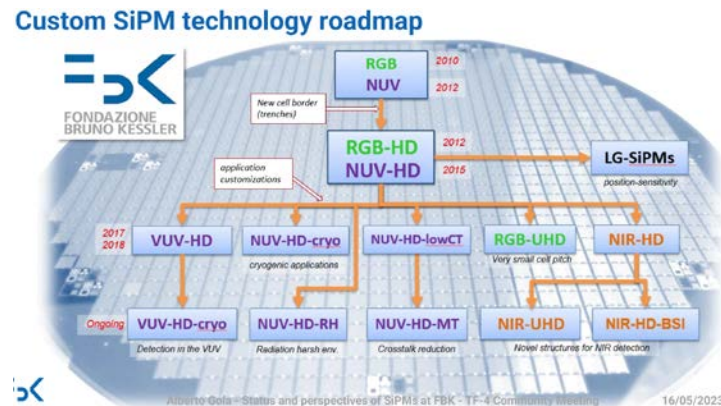 Custom SiPM technology roadmap
FBK
FONDAZIONE
BRUNO KESSLER
RGB
NUV
2010
2012
New cell border
(trenches)
RGB-HD
NUV-HD
2012
2015
LG-SiPMs
position-sensitivity
application
customizations
2017
2018
VUV-HD
NUV-HD-cryo
cryogenic applications
NUV-HD-lowCT
RGB-UHD
Very small cell pitch
NIR-HD
Ongoing
VUV-HD-cryo
Detection in the VUV
NUV-HD-RH
Radiation harsh env.
NUV-HD-MT
Crosstalk reduction
NIR-UHD
NIR-HD-BSI
Novel structures for NIR detection
Alberto Gola - Status and perspectives of SiPMs at FBK - TF-4 Community Meeting
16/05/2023